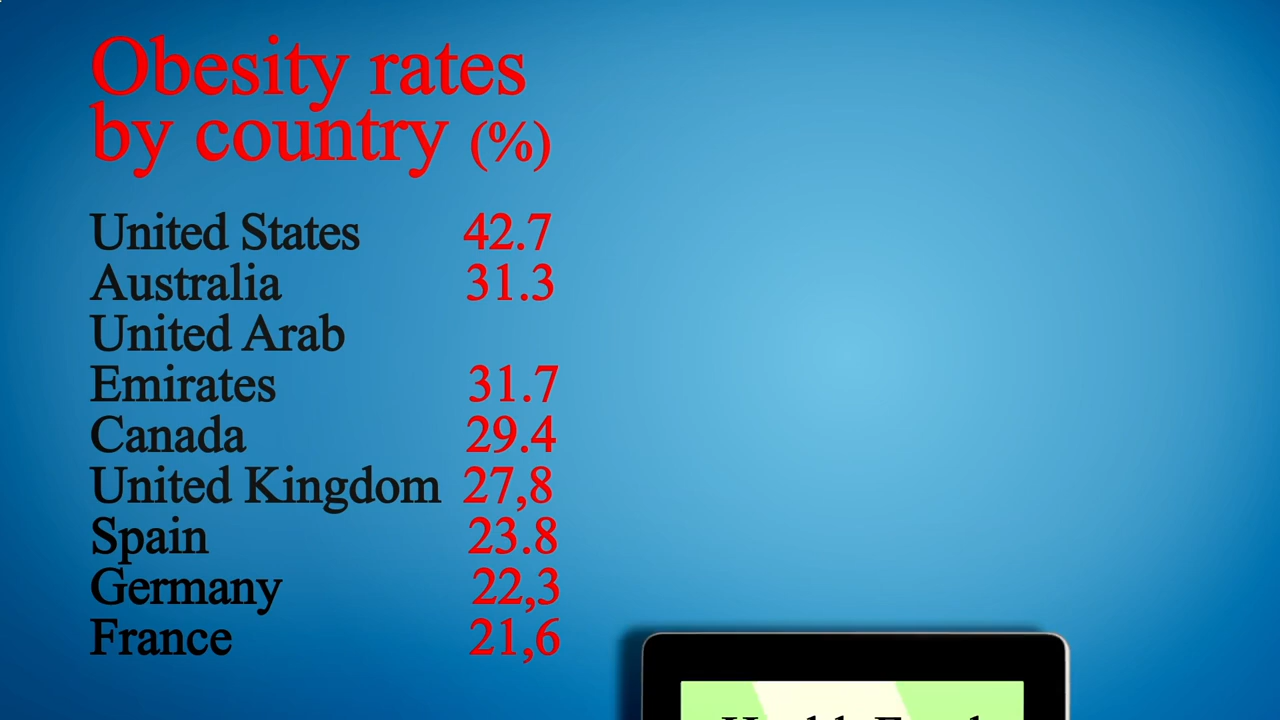 Obesity rates
by country (%)
United States 42.7
Australia 31.3
United Arab
Emirates 31.7
Canada 29.4
United Kingdom 27,8
Spain 23.8
Germany 22,3
France 21,6